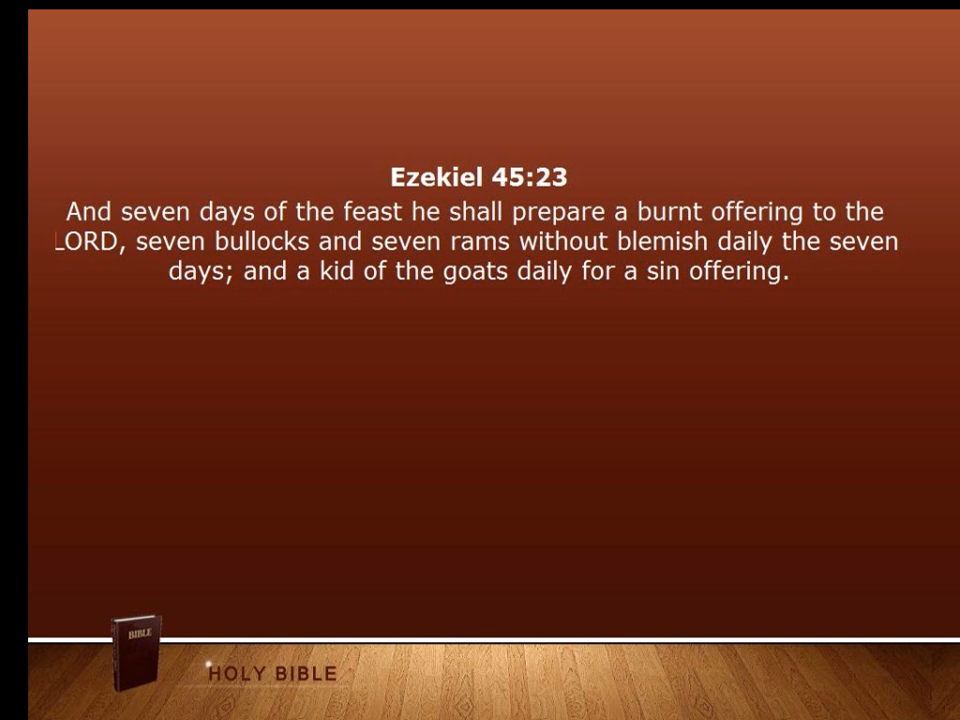 Ezekiel 45:23
And seven days of the feast he shall prepare a burnt offering to the
LORD, seven bullocks and seven rams without blemish daily the seven
days; and a kid of the goats daily for a sin offering.
BIBLE
HOLY BIBLE